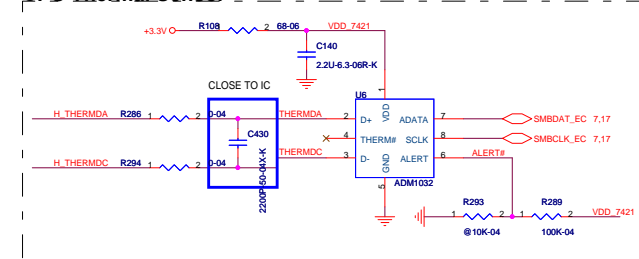 +3.3V R108 1 2 68-06 VDD_7421
C140
2.2U-6.3-06R-K
CLOSE TO IC
U6
1
H_THERMDA R286 1 2 0-04 THERMDA 2 D+ VDD ADATA 7 SMBDAT_EC 7,17
C430 4 THERM# SCLK 8 SMBCLK_EC 7,17
H_THERMDC R294 1 2 0-04 THERMDC 3 D- GND ALERT 6 ALERT#
2200P-50-04X-K
5
ADM1032
R293 R289
1 2 1 2 VDD_7421
@10K-04 100K-04